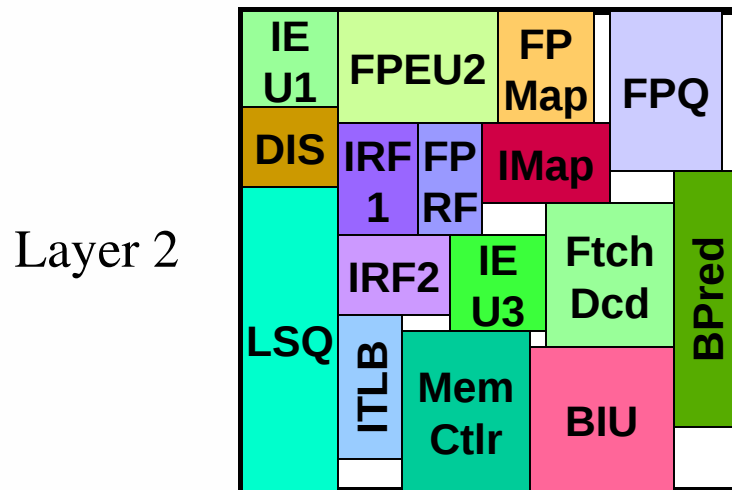 Layer 2
IE
U1
FPEU2
FP
Map
FPQ
DIS
IRF
1
FP
RF
IMap
LSQ
IRF2
IE
U3
Ftch
Dcd
BPred
ITLB
Mem
Ctlr
BIU